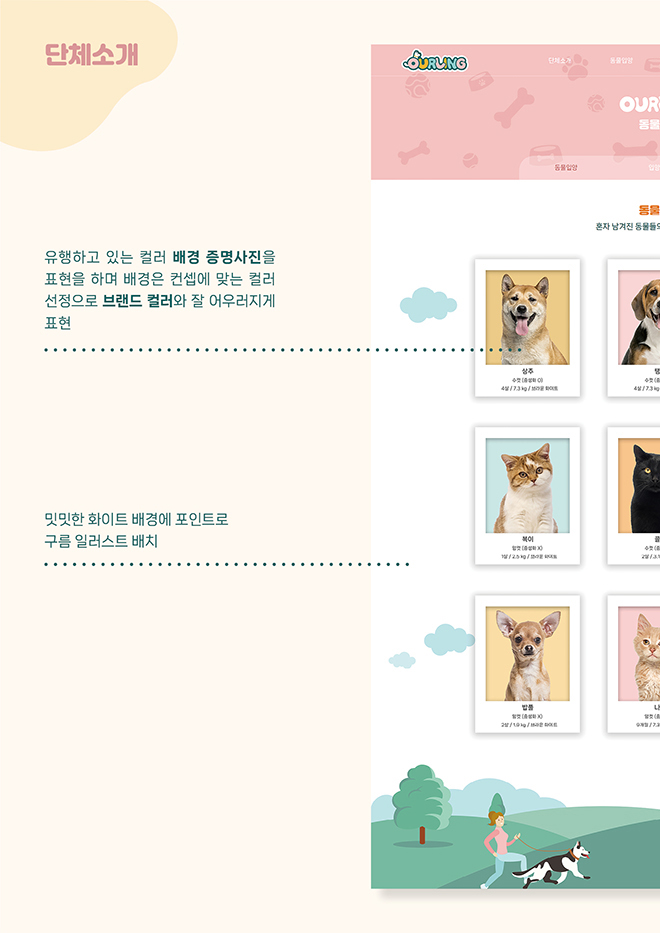 단체소개
OURLING
단체소개 동물입양
OUR
동물
동물입양 입양
동물
혼자 남겨진 동물들의
유행하고 있는 컬러 배경 증명사진을
표현을 하며 배경은 컨셉에 맞는 컬러
선정으로 브랜드 컬러와 잘 어우러지게
표현
상주
수컷 (중성화 O)
4살 / 7.3 kg / 브라운 화이트
수컷 (중
4살 / 7.3 kg
밋밋한 화이트 배경에 포인트로
구름 일러스트 배치
복이
암컷 (중성화 X)
1살 / 2.5 kg / 브라운 화이트
수컷 (중
2살 / 3.
밥풀
암컷 (중성화 X)
2살 / 1.9 kg / 브라운 화이트
나
암컷 (중